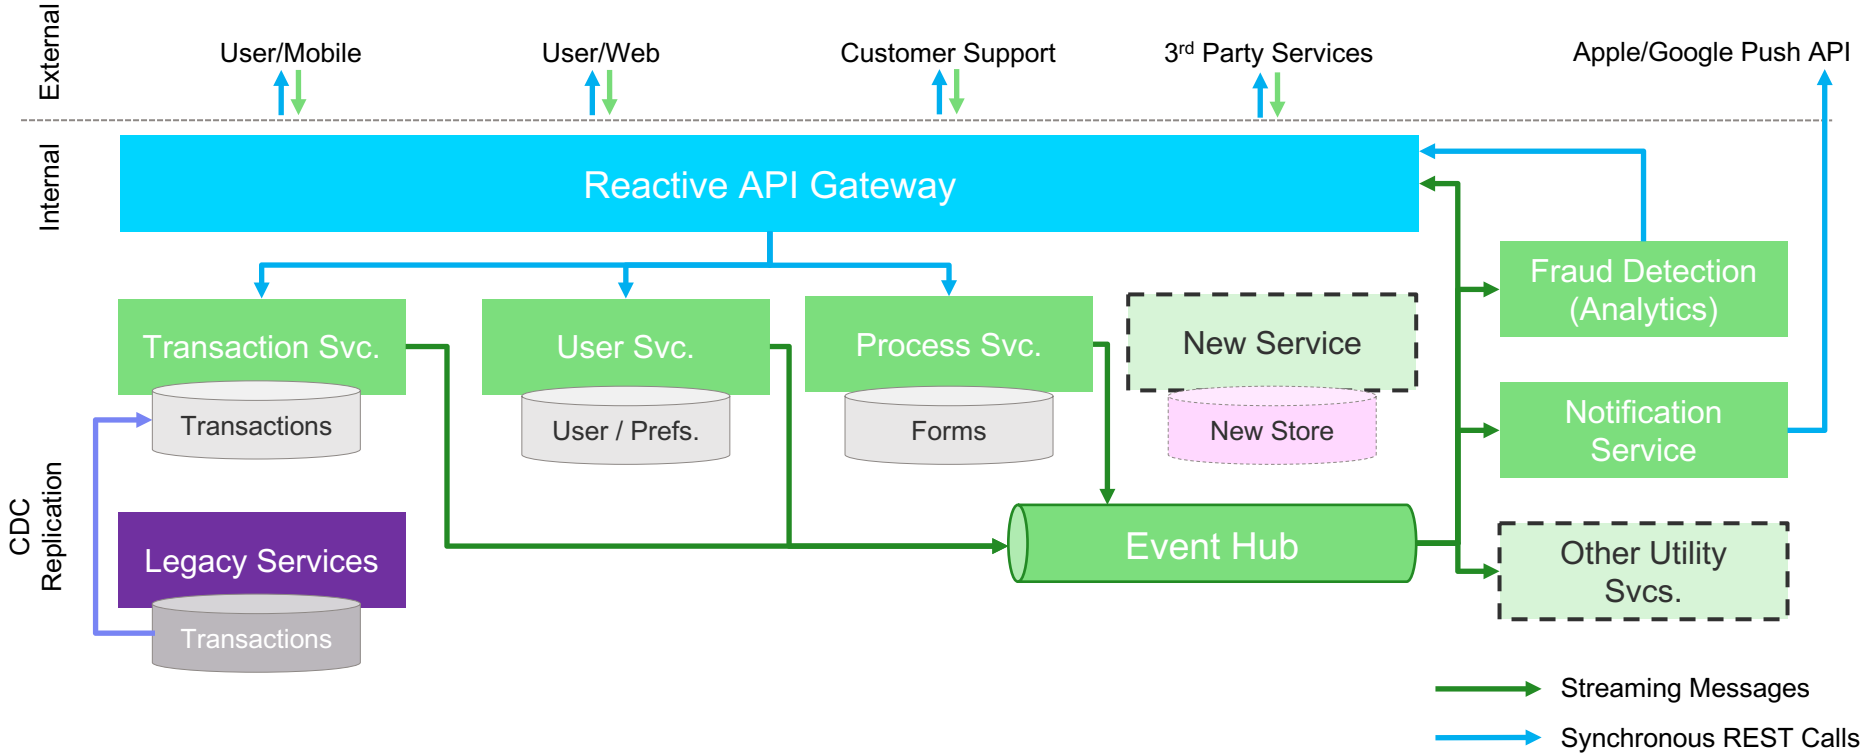 External
User/Mobile
User/Web
Customer Support
3rd Party Services
Apple/Google Push API
Internal
Reactive API Gateway
Fraud Detection
(Analytics)
Transaction Svc.
User Svc.
Process Svc.
New Service
Transactions
User / Prefs.
Forms
New Store
Notification
Service
CDC
Replication
Legacy Services
Transactions
Event Hub
Other Utility
Svcs.
Streaming Messages
Synchronous REST Calls